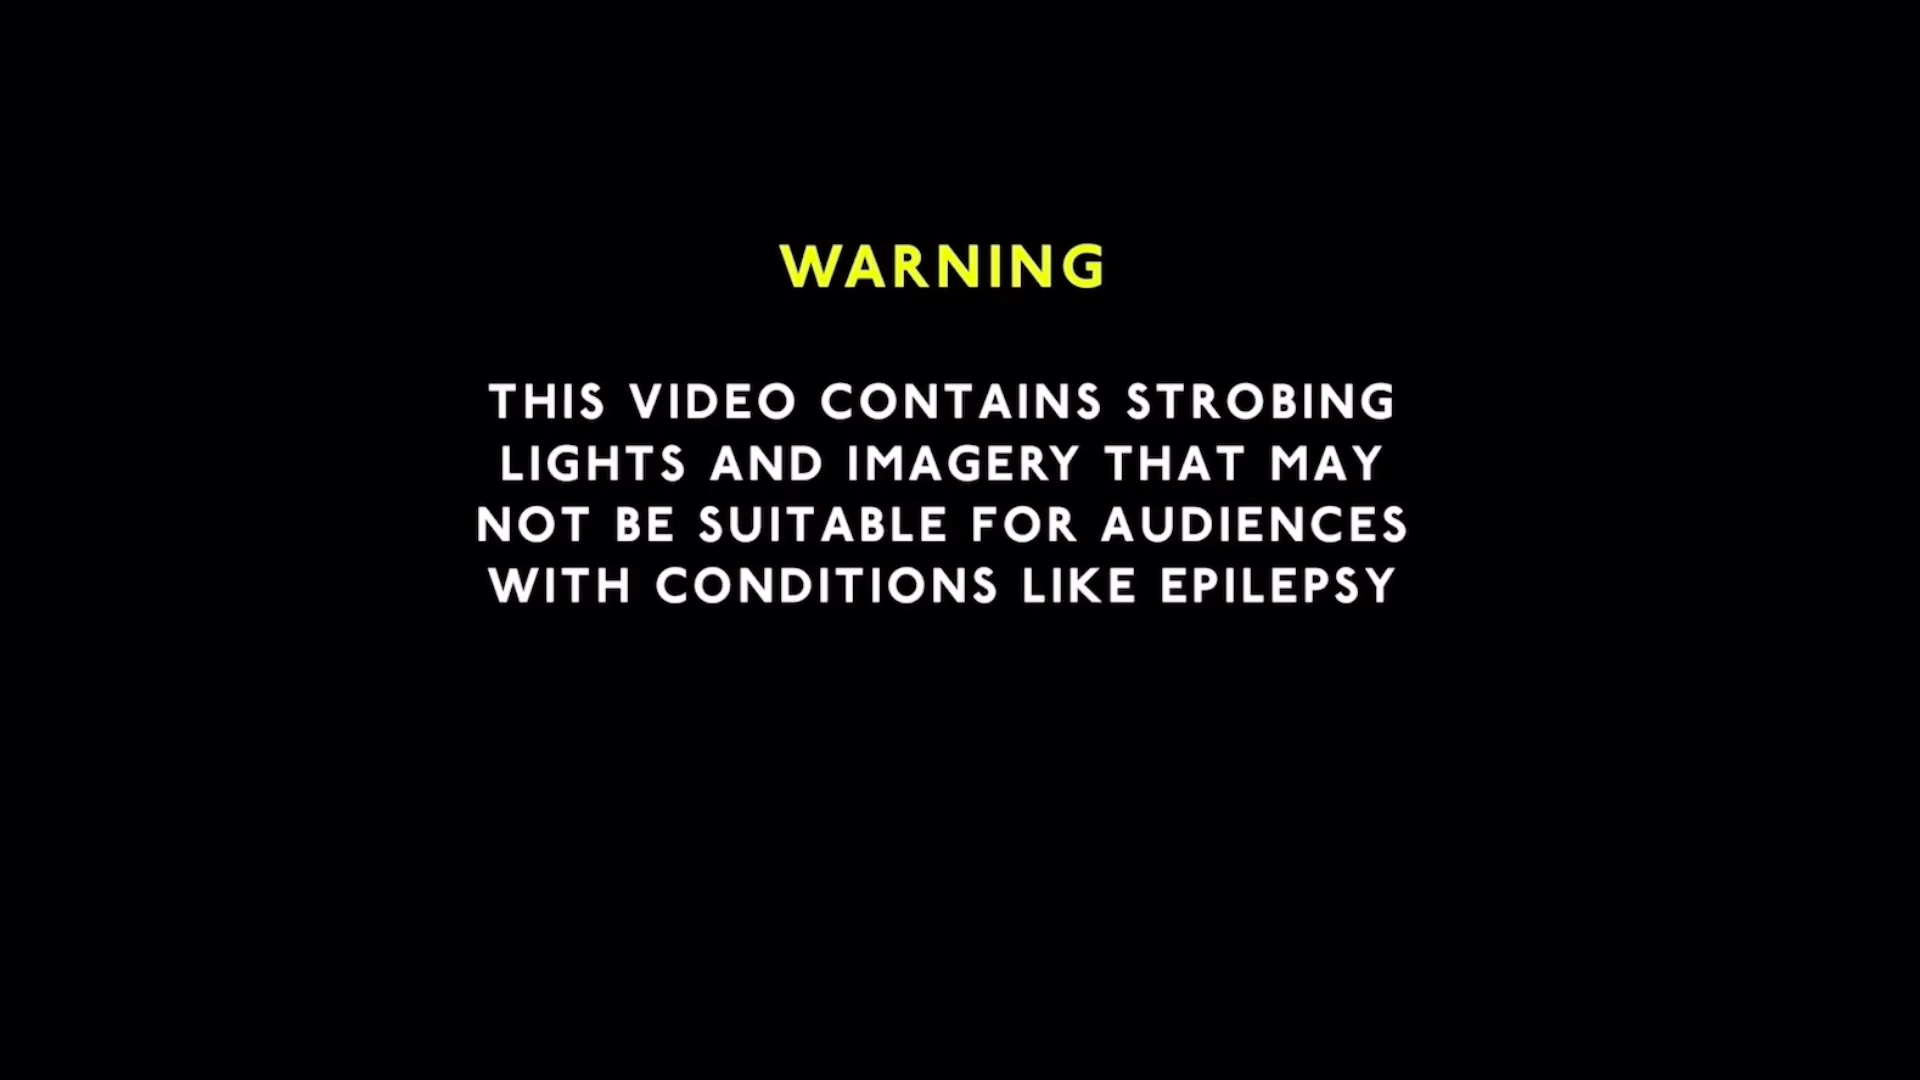 WARNING
THIS VIDEO CONTAINS STROBING
LIGHTS AND IMAGERY THAT MAY
NOT BE SUITABLE FOR AUDIENCES
WITH CONDITIONS LIKE EPILEPSY